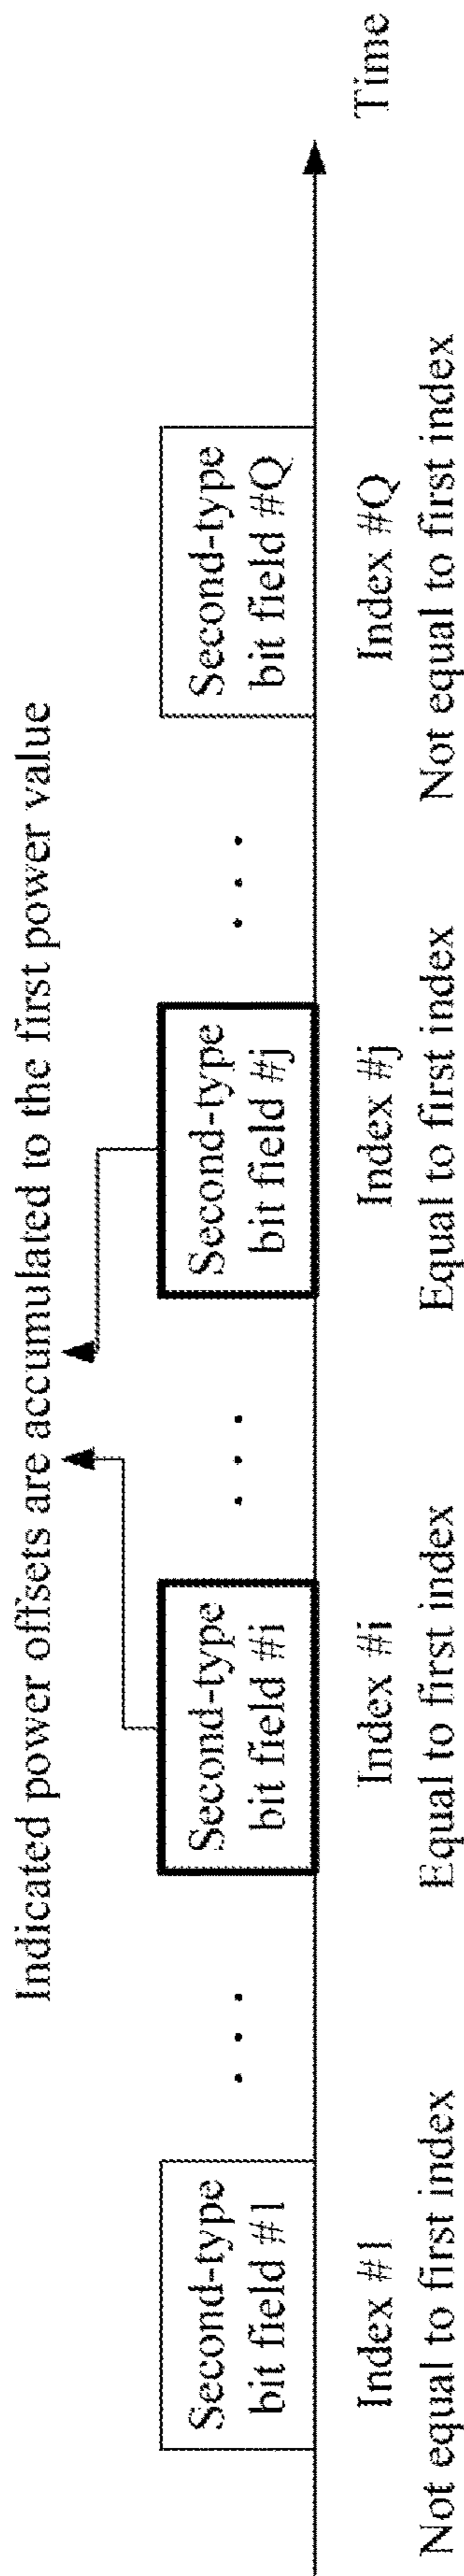 Indicated power offsets are accumulated to the first power value
Second-type
bit field #1
. . .
Second-type
bit field #i
. . .
Second-type
bit field #j
. . .
Second-type
bit field #Q
Time
Index #1
Not equal to first index
Index #i
Equal to first index
Index #j
Equal to first index
Index #Q
Not equal to first index